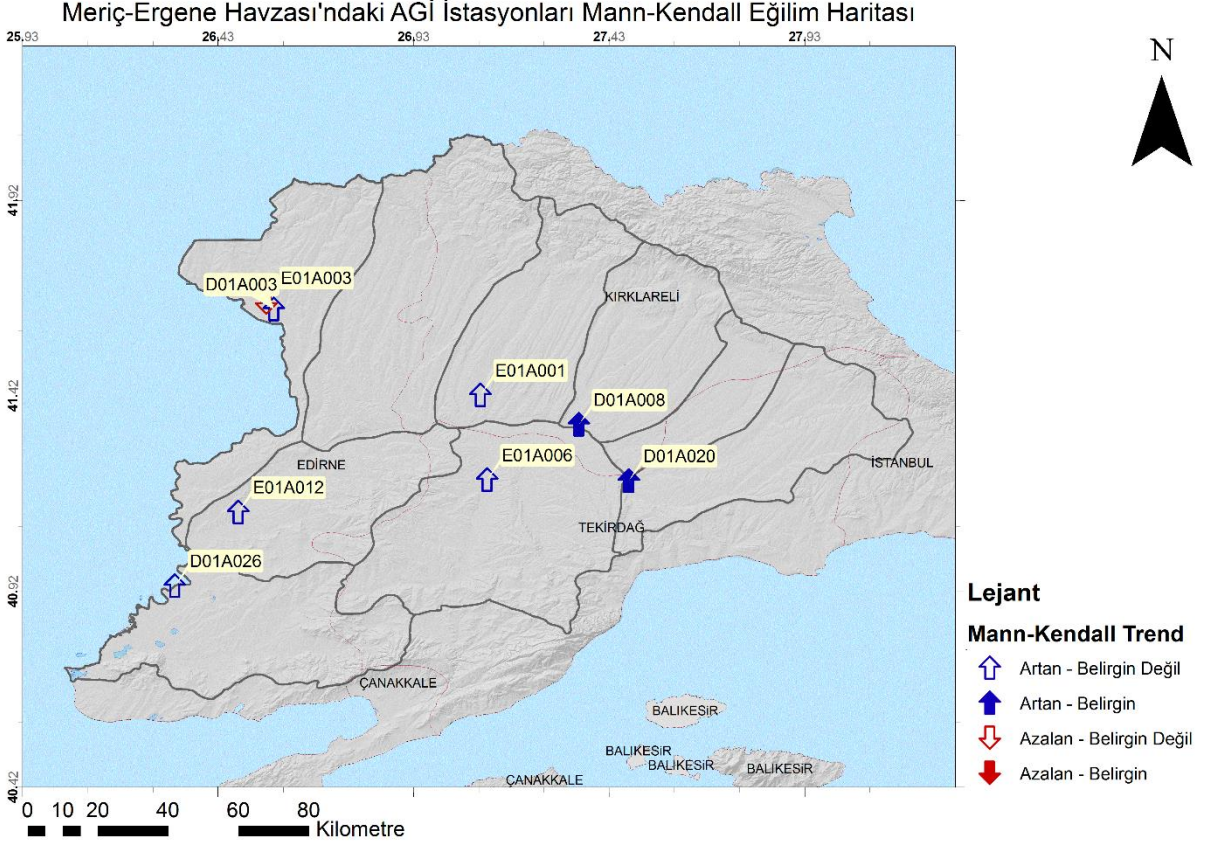 Meriç-Ergene Havzası'ndaki AGİ İstasyonları Mann-Kendall Eğilim Haritası
25.93 26.43 26.93 27.43 27.93
N
41.92
D01A003
E01A003
KIRKLARELİ
41.42
E01A001
D01A008
E01A006
D01A020
EDİRNE
İSTANBUL
E01A012
TEKİRDAĞ
D01A026
40.92
Lejant
Mann-Kendall Trend
Artan - Belirgin Değil
Artan - Belirgin
Azalan - Belirgin Değil
Azalan - Belirgin
ÇANAKKALE
BALIKESİR
BALIKESİR
BALIKESİR
BALIKESİR
ÇANAKKALE
40.42
0 10 20 40 60 80
Kilometre